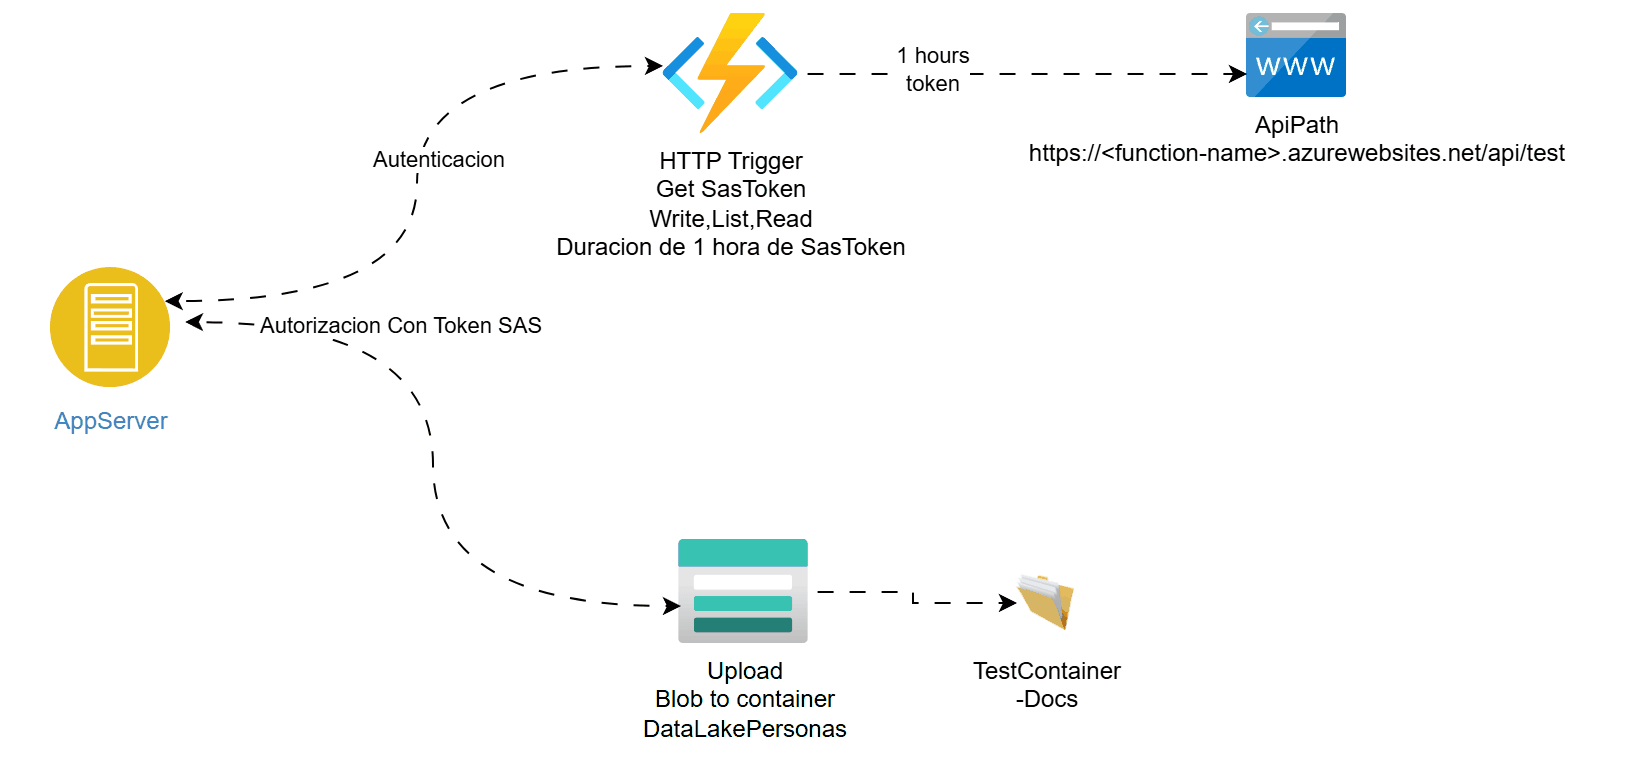 1 hours
token
WWW
ApiPath
https://<function-name>.azurewebsites.net/api/test
Autenticacion
HTTP Trigger
Get SasToken
Write,List,Read
Duracion de 1 hora de SasToken
Autorizacion Con Token SAS
AppServer
Upload
Blob to container
DataLakePersonas
TestContainer
-Docs